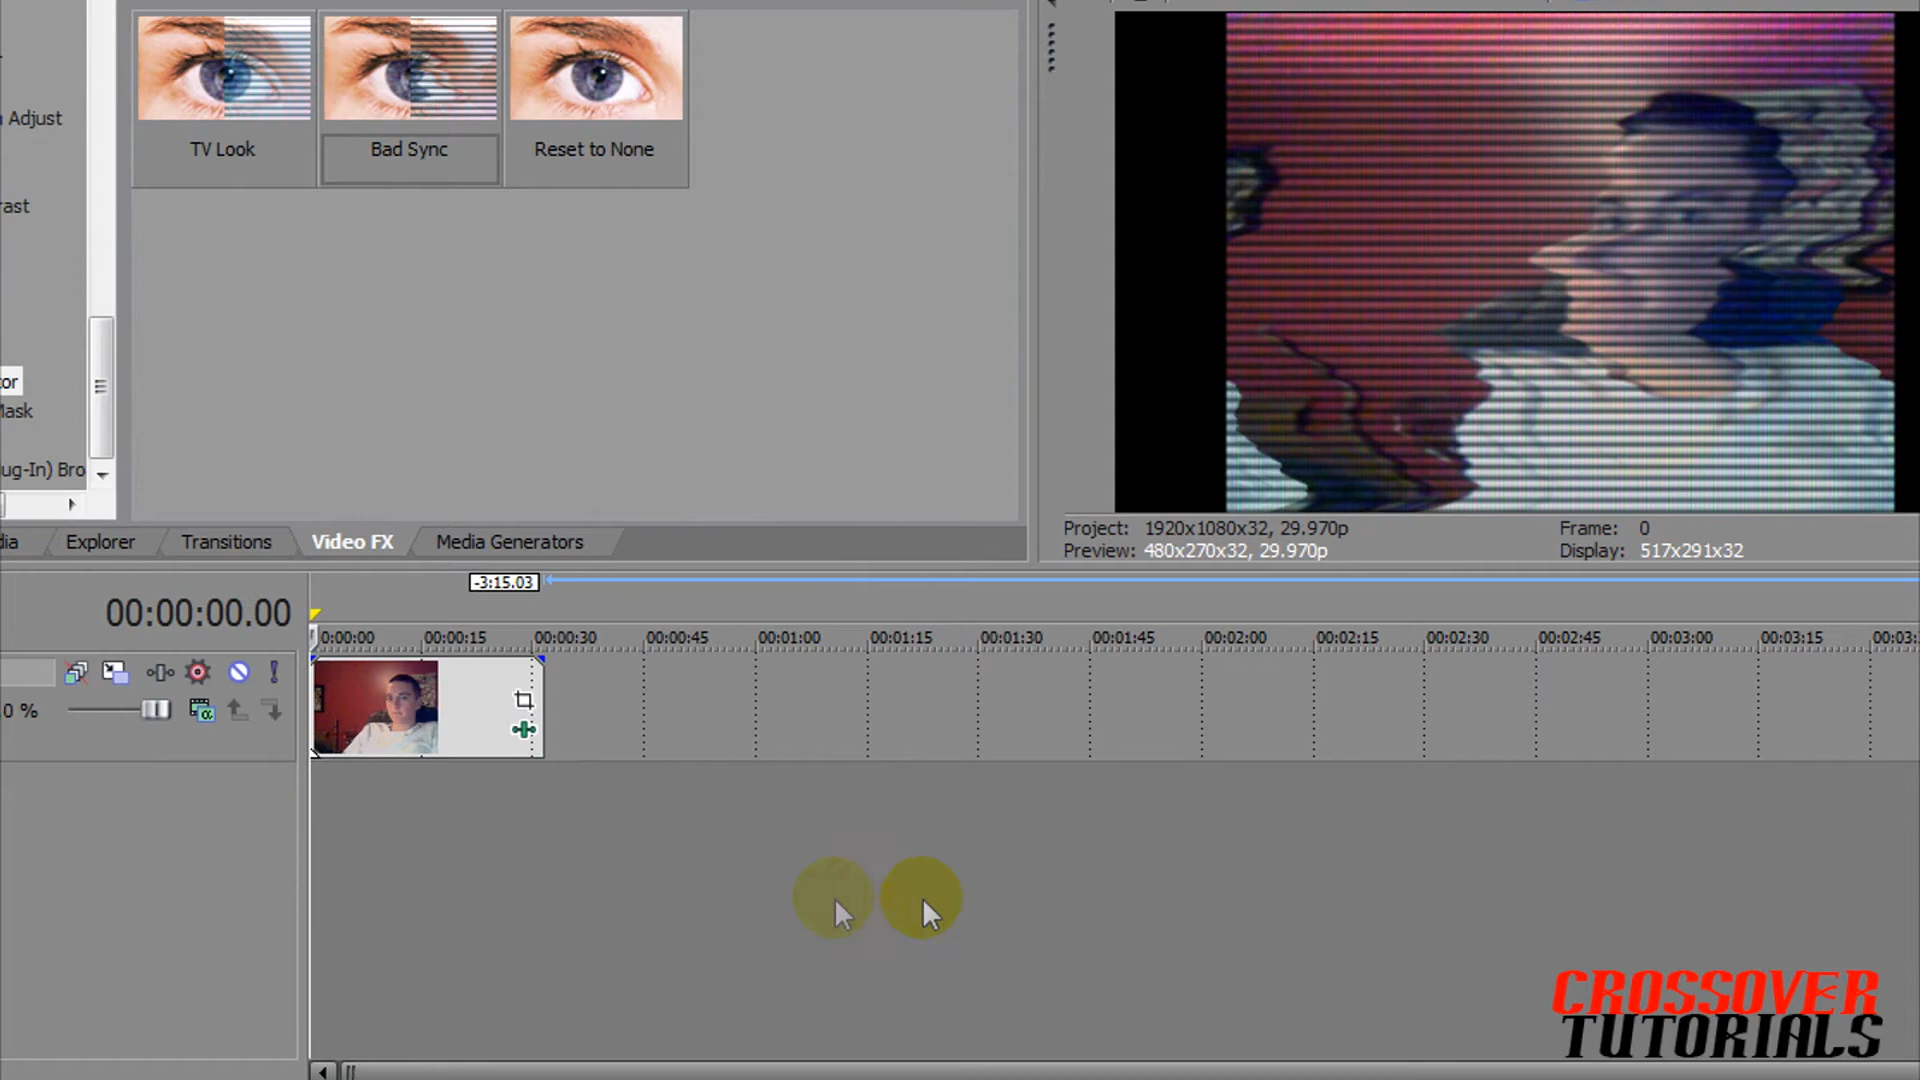 TV Look
Bad Sync
Reset to None
Adjust
rast
or
Mask
ug-In) Bro
dia
Explorer
Transitions
Video FX
Media Generators
Project: 1920x1080x32, 29.970p
Frame: 0
Preview: 480x270x32, 29.970p
Display: 517x291x32
-3:15.03
00:00:00.00
0:00:00
00:00:15
00:00:30
00:00:45
00:01:00
00:01:15
00:01:30
00:01:45
00:02:00
00:02:15
00:02:30
00:02:45
00:03:00
00:03:15
00:03:
.0 %
CROSSOVER
TUTORIALS